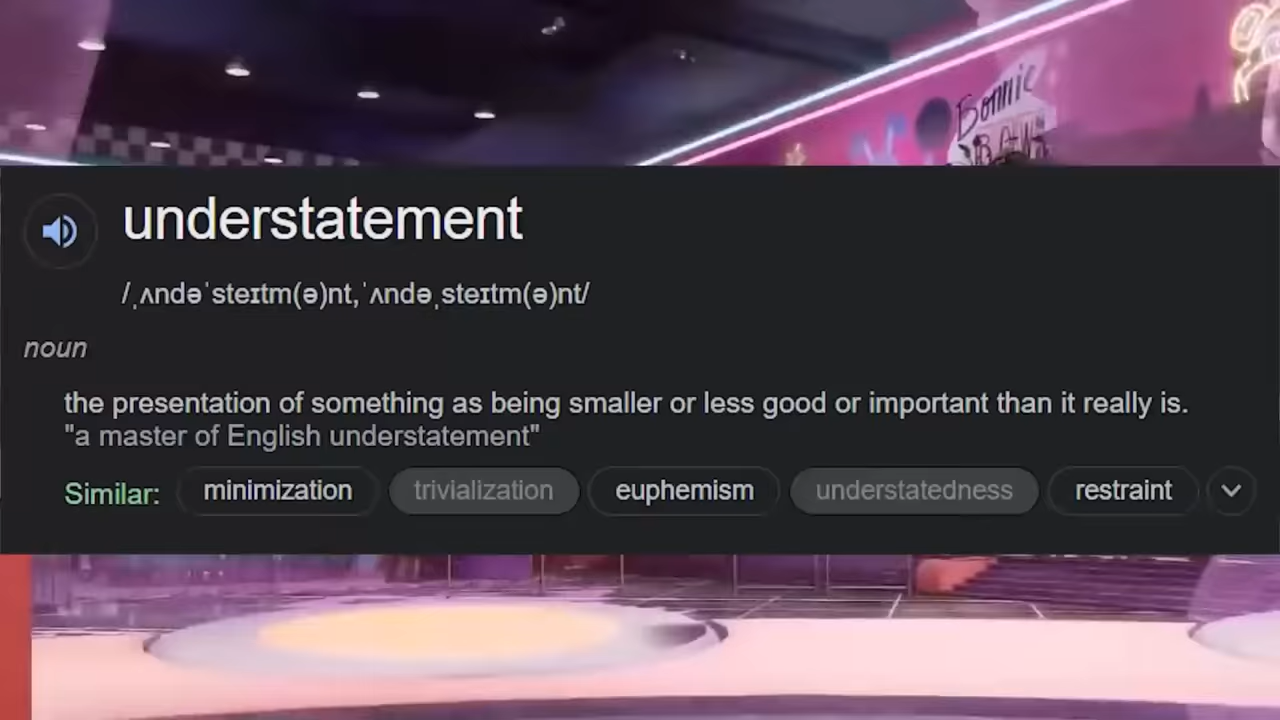 Bonnie
understatement
/ˌʌndəˈsteɪtm(ə)nt,ˈʌndəˌsteɪtm(ə)nt/
noun
the presentation of something as being smaller or less good or important than it really is.
"a master of English understatement"
Similar: minimization trivialization euphemism understatedness restraint